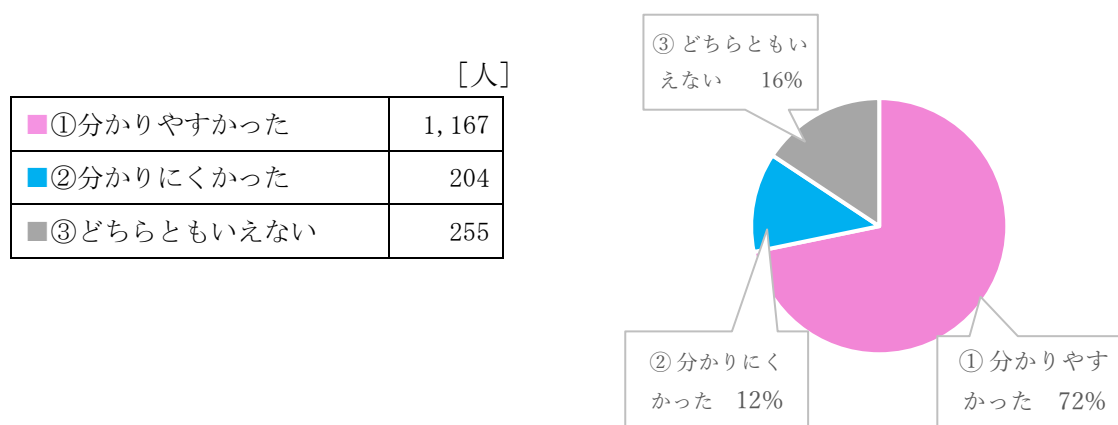 [人]
■①分かりやすかった 1,167
■②分かりにくかった 204
■③どちらともいえない 255
③ どちらともい
えない 16%
② 分かりにく
かった 12%
① 分かりやす
かった 72%